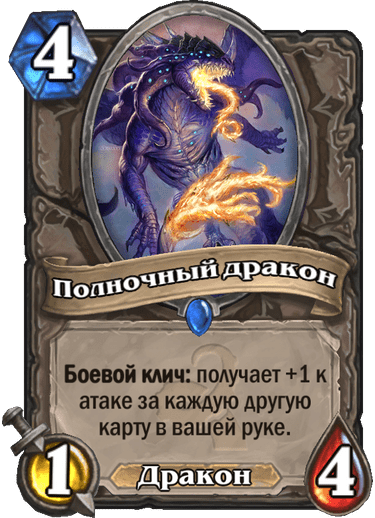 4
Полночный дракон
Боевой клич: получает +1 к
атаке за каждую другую
карту в вашей руке.
1
Дракон
4